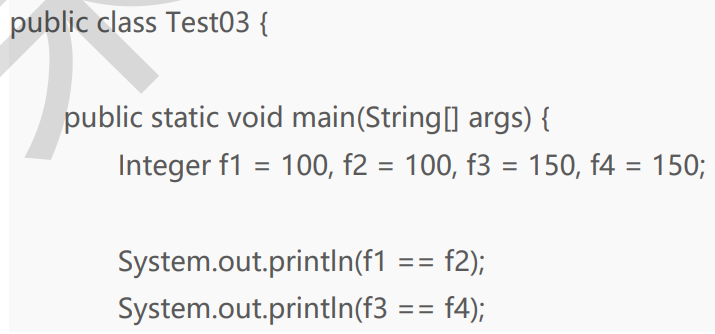 public class Test03 {
public static void main(String[] args) {
Integer f1 = 100, f2 = 100, f3 = 150, f4 = 150;
System.out.println(f1 == f2);
System.out.println(f3 == f4);